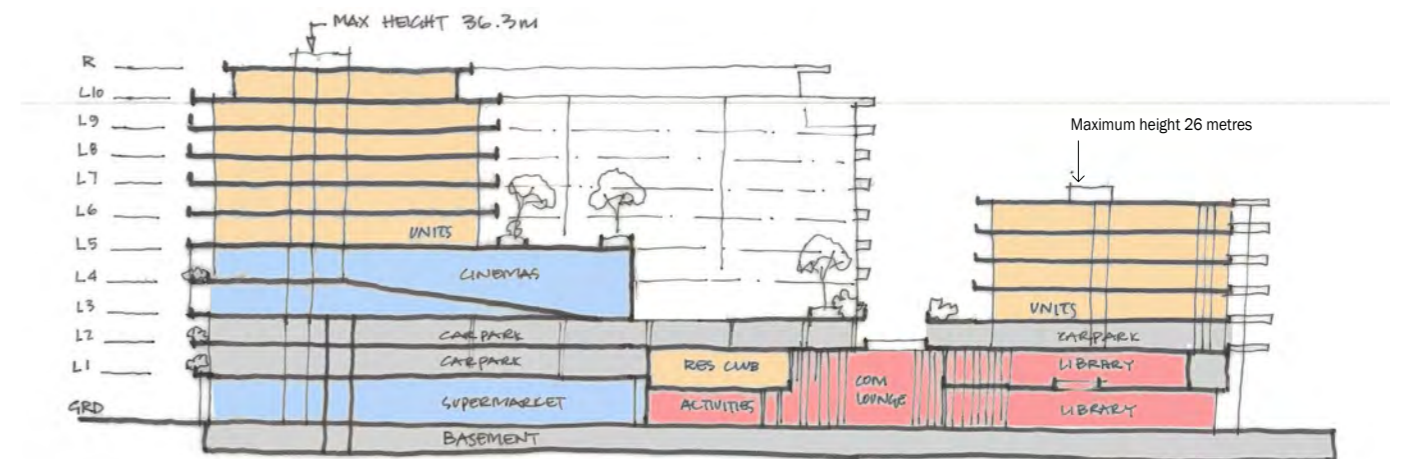 MAX HEIGHT 36.3M
R
L10
L9
L8
L7
L6
L5
L4
L3
L2
L1
GRD
Maximum height 26 metres
UNITS
CINEMAS
UNITS
CARPARK
CARPARK
CARPARK
RES CLUB
COM
LOUNGE
LIBRARY
SUPERMARKET
ACTIVITIES
LIBRARY
BASEMENT